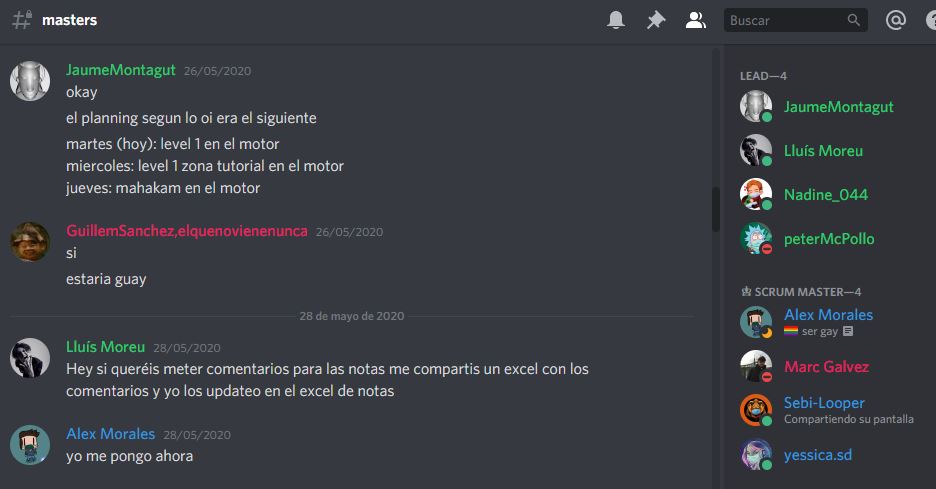 masters
Buscar
JaumeMontagut 26/05/2020
okay
el planning segun lo oi era el siguiente
martes (hoy): level 1 en el motor
miercoles: level 1 zona tutorial en el motor
jueves: mahakam en el motor
GuillemSanchez,elquenovienenunca 26/05/2020
si
estaria guay
28 de mayo de 2020
Lluís Moreu 28/05/2020
Hey si queréis meter comentarios para las notas me compartis un excel con los
comentarios y yo los updateo en el excel de notas
Alex Morales 28/05/2020
yo me pongo ahora
LEAD—4
JaumeMontagut
Lluís Moreu
Nadine_044
peterMcPollo
SCRUM MASTER—4
Alex Morales
ser gay
Marc Galvez
Sebi-Looper
Compartiendo su pantalla
yessica.sd